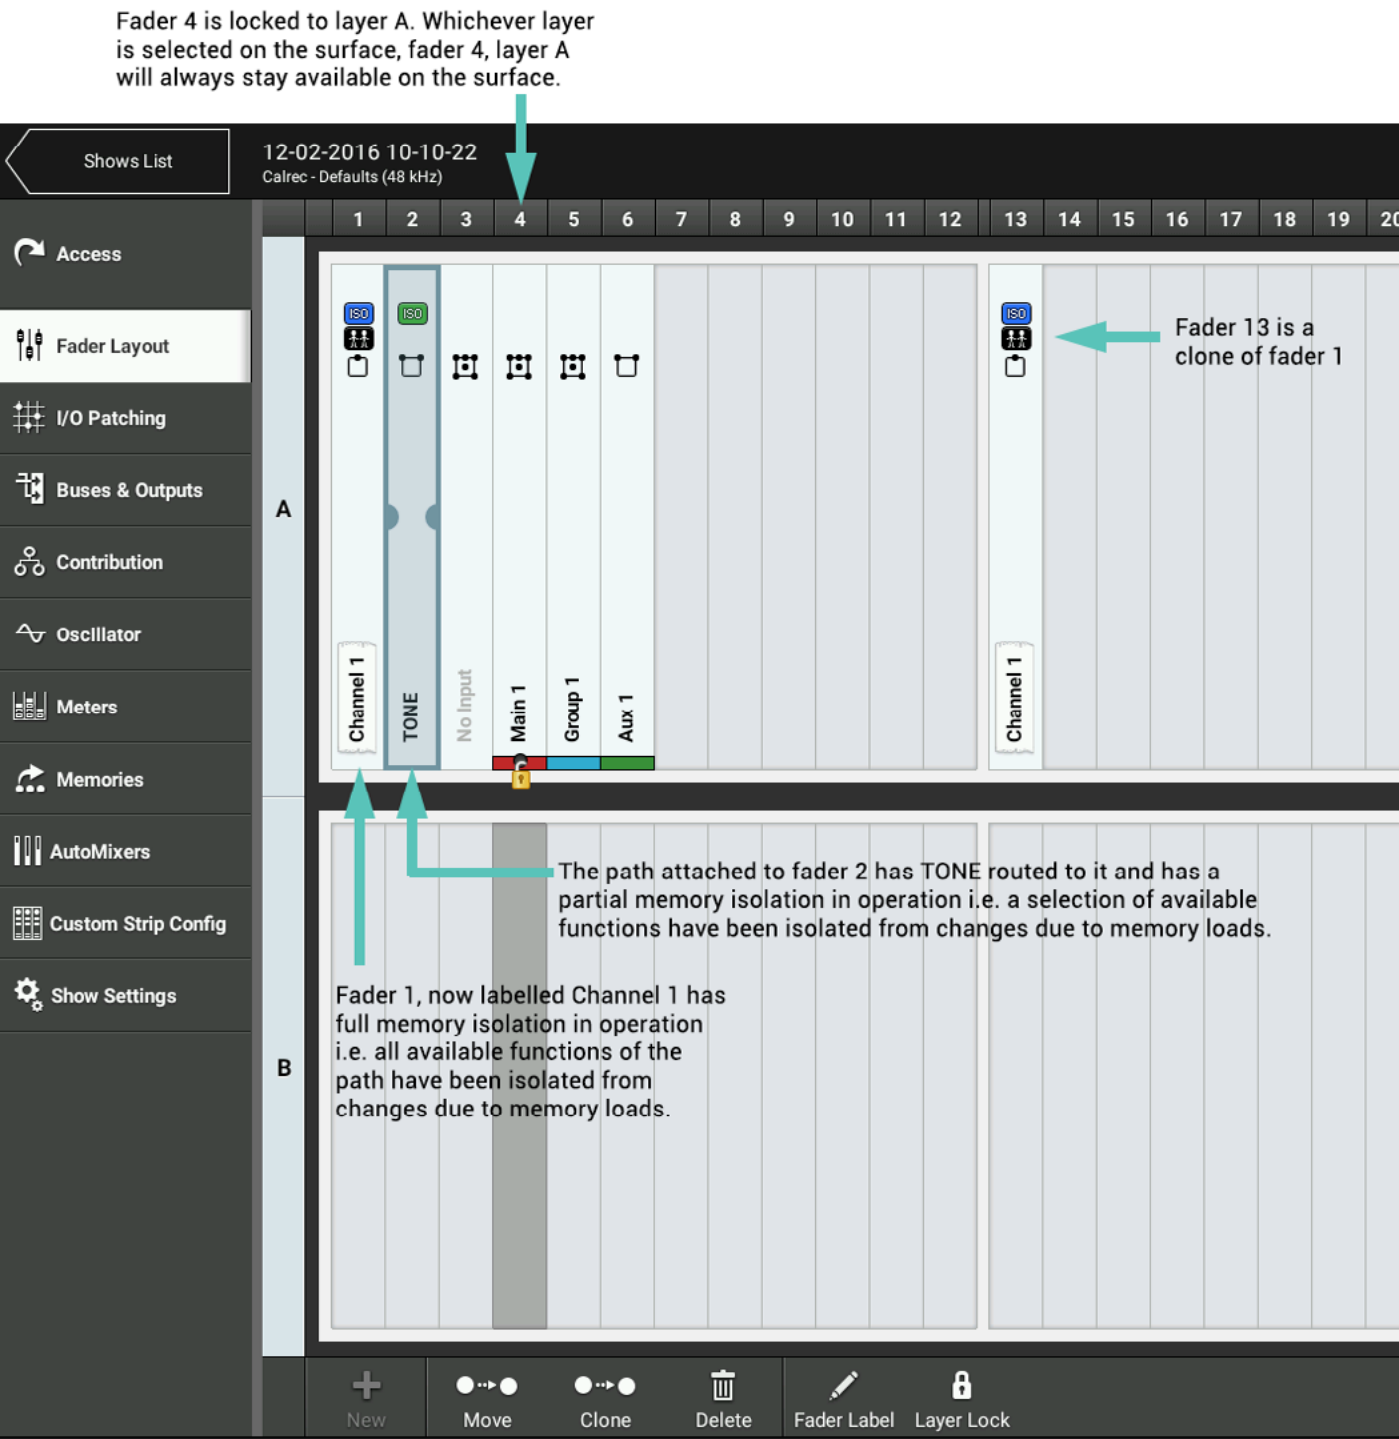 Fader 4 is locked to layer A. Whichever layer
is selected on the surface, fader 4, layer A
will always stay available on the surface.
Shows List
12-02-2016 10-10-22
Calrec - Defaults (48 kHz)
1 2 3 4 5 6 7 8 9 10 11 12 13 14 15 16 17 18 19 20
Access
Fader Layout
I/O Patching
Buses & Outputs
Contribution
Oscillator
Meters
Memories
AutoMixers
Custom Strip Config
Show Settings
A
ISO
ISO
ISO
Fader 13 is a
clone of fader 1
Channel 1
TONE
No Input
Main 1
Group 1
Aux 1
Channel 1
B
The path attached to fader 2 has TONE routed to it and has a
partial memory isolation in operation i.e. a selection of available
functions have been isolated from changes due to memory loads.
Fader 1, now labelled Channel 1 has
full memory isolation in operation
i.e. all available functions of the
path have been isolated from
changes due to memory loads.
New
Move
Clone
Delete
Fader Label
Layer Lock